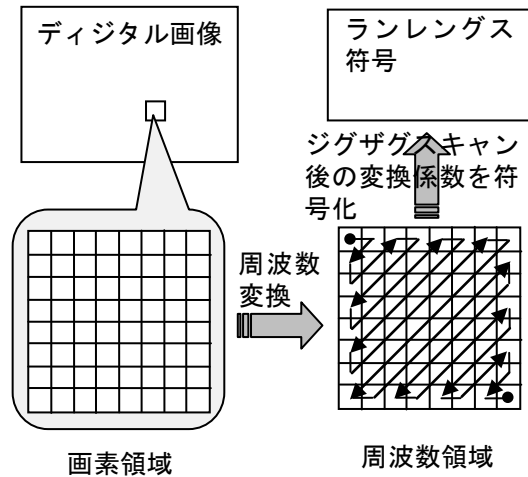 ディジタル画像
ランレングス
符号
ジグザグスキャン
後の変換係数を符
号化
周波数
変換
画素領域
周波数領域